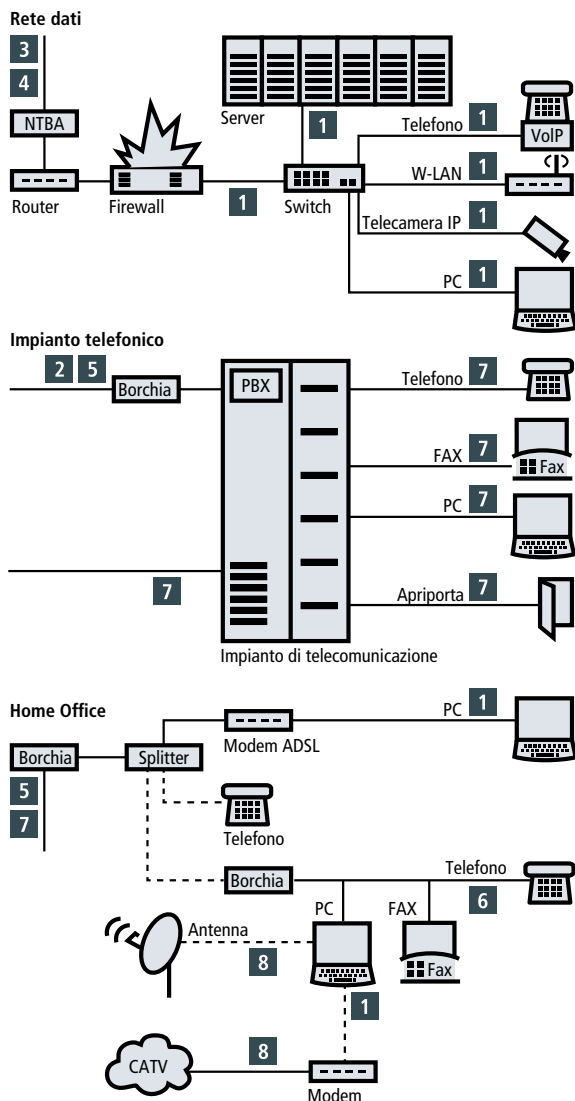 Rete dati
3
4
NTBA
Router
Firewall
1
Server
1
Switch
Telefono 1
VoIP
W-LAN 1
Telecamera IP 1
PC 1
Impianto telefonico
2 5
Borchia
PBX
7
Telefono 7
FAX 7
Fax
PC 7
Apriporta 7
Impianto di telecomunicazione
Home Office
Borchia
5
7
Splitter
Modem ADSL
PC 1
Telefono
Borchia
Telefono
6
PC
FAX
Fax
Antenna
8
1
CATV
8
Modem